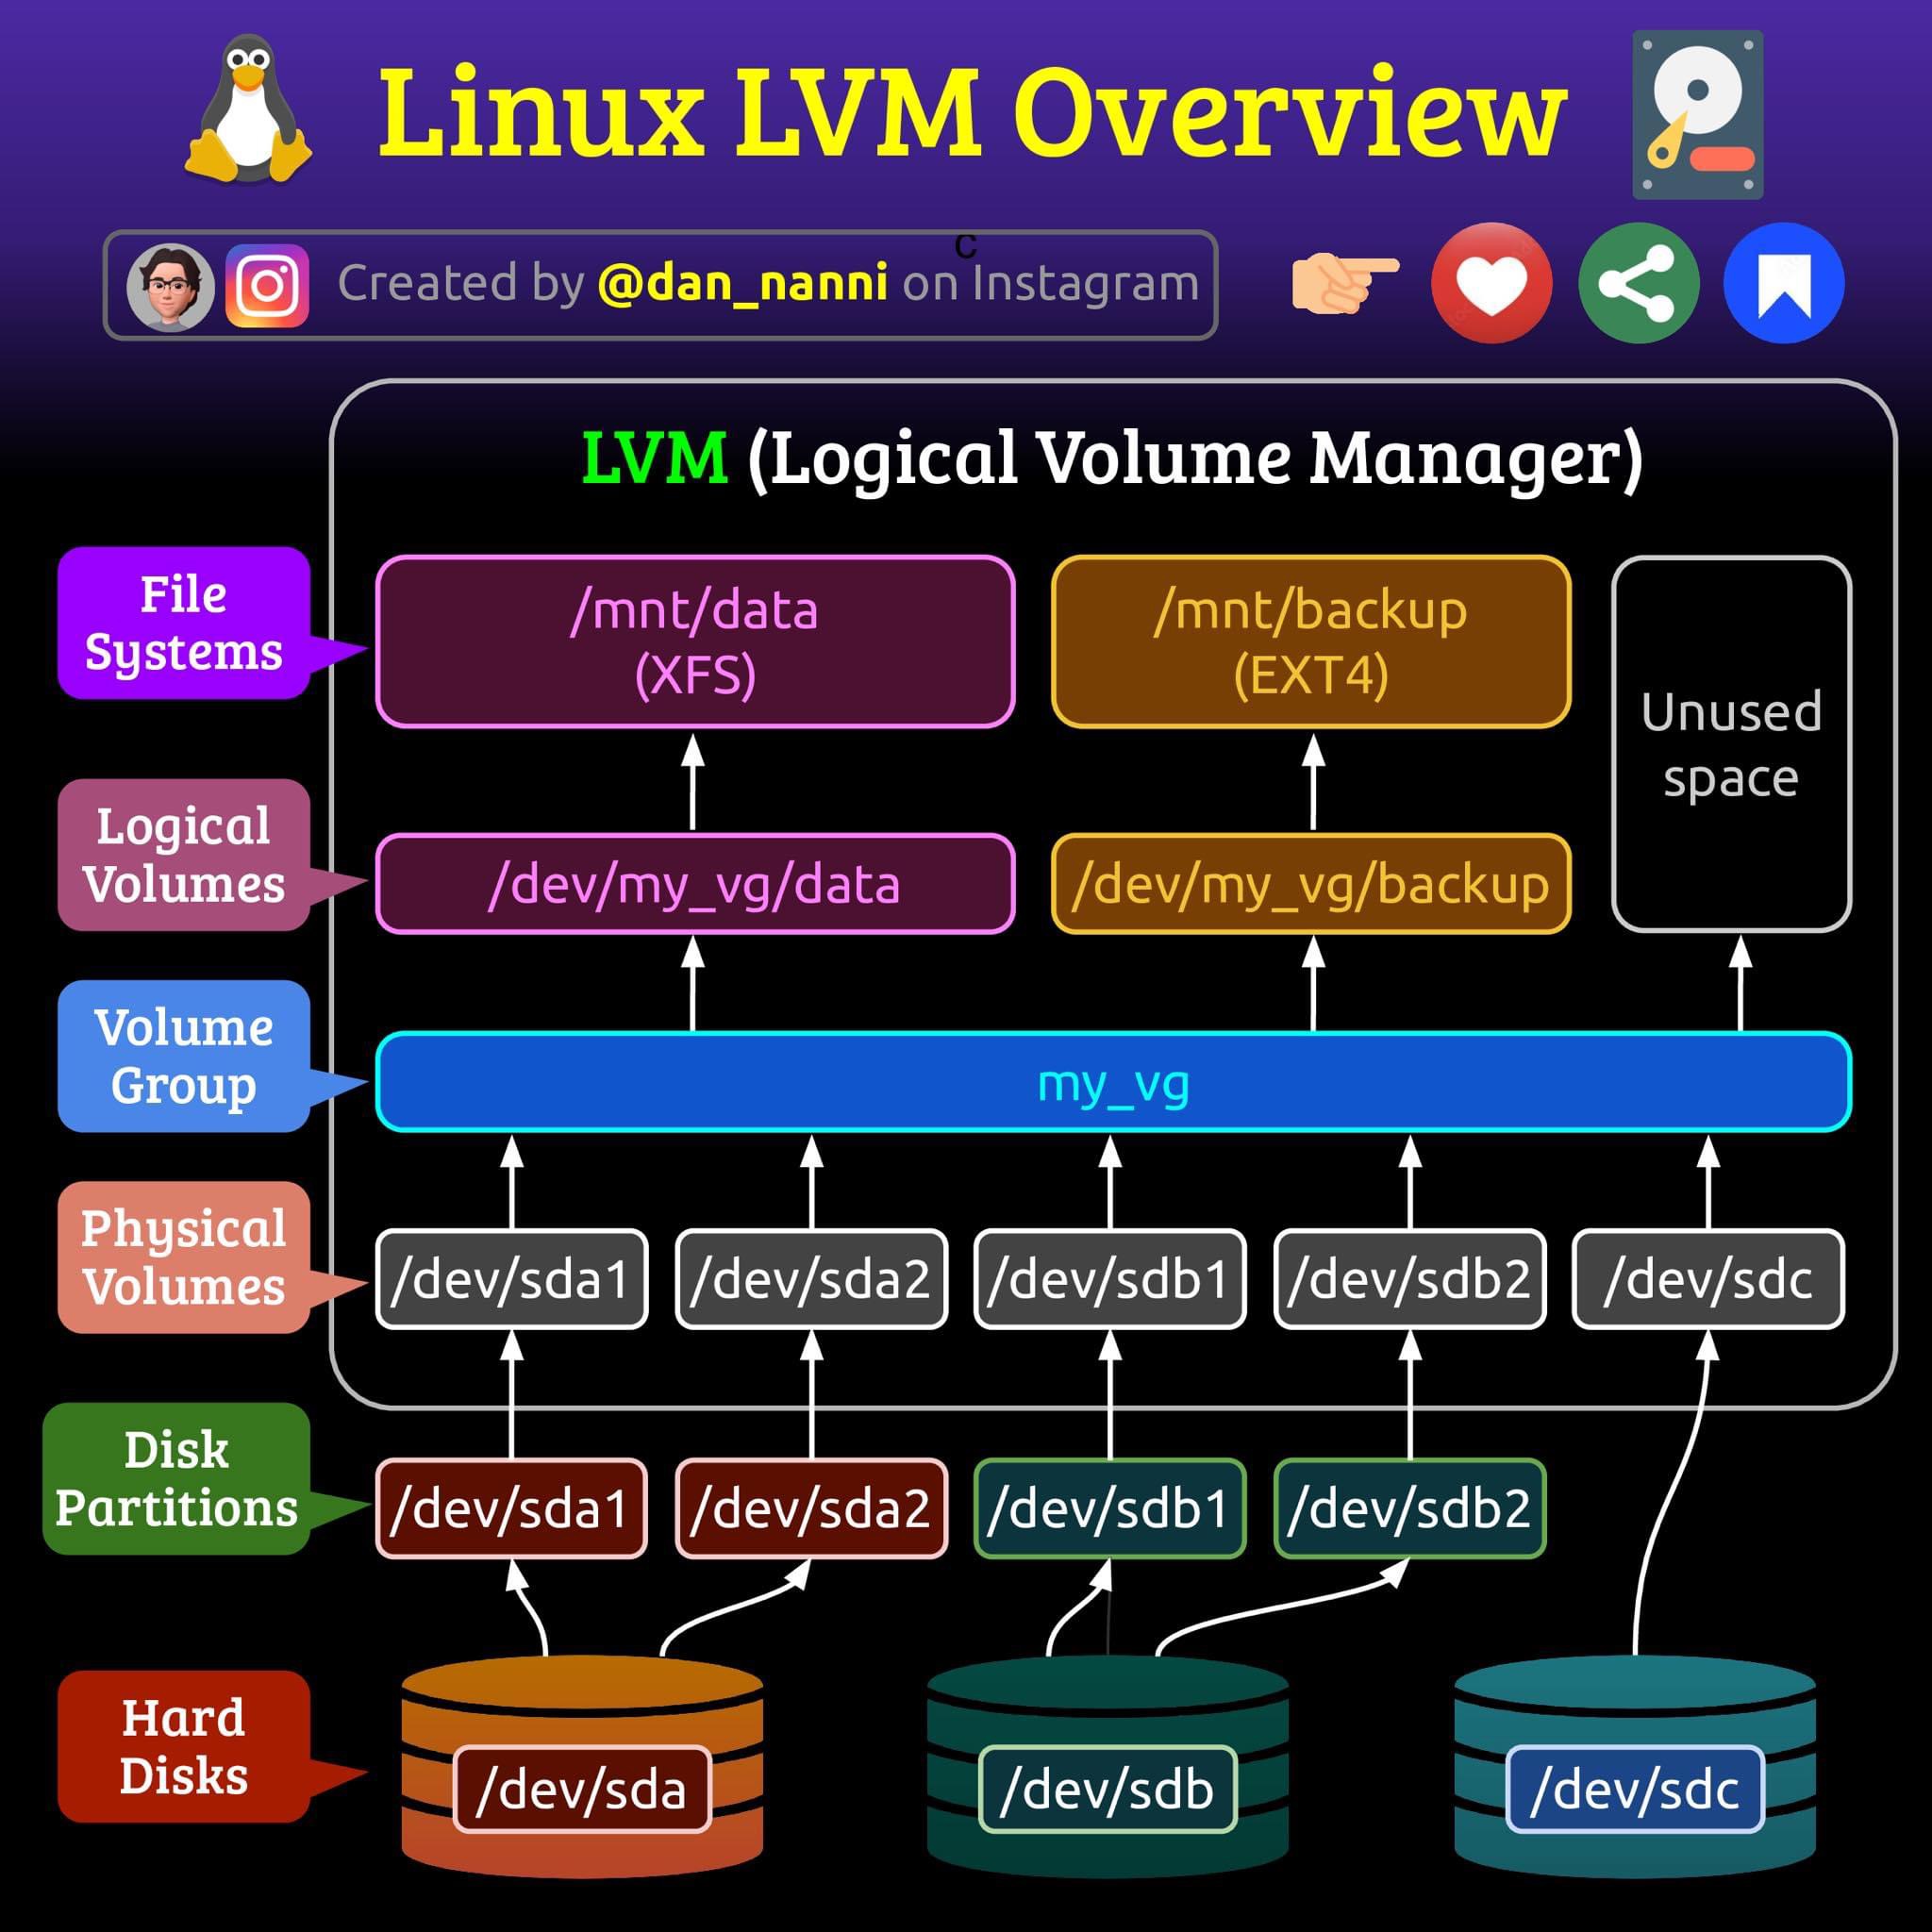 Linux LVM Overview
c
Created by @dan_nanni on Instagram
LVM (Logical Volume Manager)
File
Systems
/mnt/data
(XFS)
/mnt/backup
(EXT4)
Unused
space
Logical
Volumes
/dev/my_vg/data
/dev/my_vg/backup
Volume
Group
my_vg
Physical
Volumes
/dev/sda1
/dev/sda2
/dev/sdb1
/dev/sdb2
/dev/sdc
Disk
Partitions
/dev/sda1
/dev/sda2
/dev/sdb1
/dev/sdb2
Hard
Disks
/dev/sda
/dev/sdb
/dev/sdc